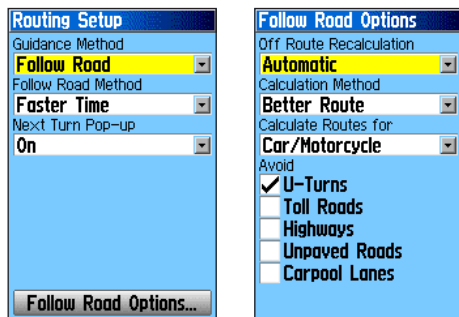 Routing Setup
Guidance Method
Follow Road
Follow Road Method
Faster Time
Next Turn Pop-up
On
Follow Road Options...
Follow Road Options
Off Route Recalculation
Automatic
Calculation Method
Better Route
Calculate Routes for
Car/Motorcycle
Avoid
U-Turns
Toll Roads
Highways
Unpaved Roads
Carpool Lanes